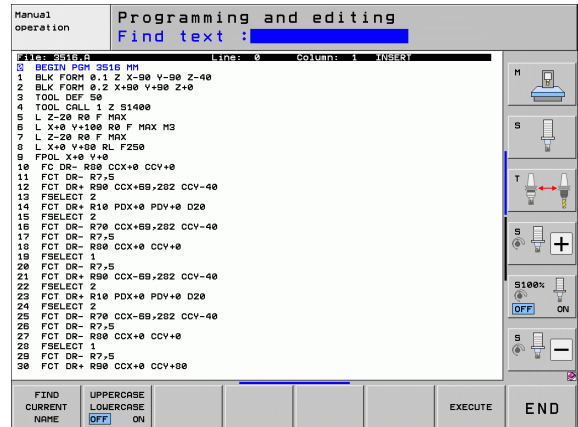 Manual
operation
Programming and editing
Find text :
File: 3516.A Line: 0 Column: 1 INSERT
0 BEGIN PGM 3516 MM
1 BLK FORM 0.1 Z X-90 Y-90 Z-40
2 BLK FORM 0.2 X+90 Y+90 Z+0
3 TOOL DEF 50
4 TOOL CALL 1 Z S1400
5 L Z-20 R0 F MAX
6 L X+0 Y+100 R0 F MAX M3
7 L Z-20 R0 F MAX
8 L X+0 Y+80 RL F250
9 FPOL X+0 Y+0
10 FC DR- R80 CCX+0 CCY+0
11 FCT DR- R7,5
12 FCT DR+ R90 CCX+69,282 CCY-40
13 FSELECT 2
14 FCT DR+ R10 PDX+0 PDY+0 D20
15 FSELECT 2
16 FCT DR- R70 CCX+69,282 CCY-40
17 FCT DR- R7,5
18 FCT DR- R80 CCX+0 CCY+0
19 FSELECT 1
20 FCT DR- R7,5
21 FCT DR+ R90 CCX-69,282 CCY-40
22 FSELECT 2
23 FCT DR+ R10 PDX+0 PDY+0 D20
24 FSELECT 2
25 FCT DR- R70 CCX-69,282 CCY-40
26 FCT DR- R7,5
27 FCT DR- R80 CCX+0 CCY+0
28 FSELECT 1
29 FCT DR- R7,5
30 FCT DR+ R90 CCX+0 CCY+80
M
S
T
S
S100%
OFF ON
S
FIND
CURRENT
NAME
UPPERCASE
LOWERCASE
OFF ON
EXECUTE
END